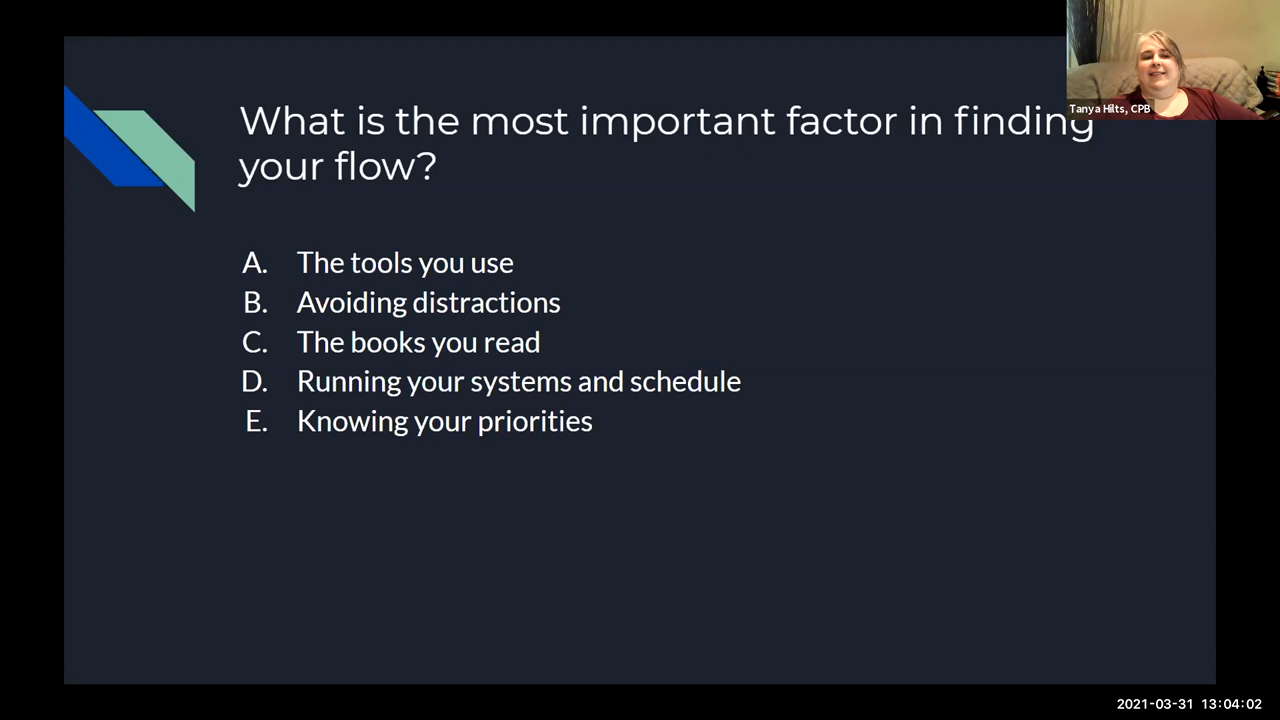 Tanya Hilts, CPB
What is the most important factor in finding
your flow?
A. The tools you use
B. Avoiding distractions
C. The books you read
D. Running your systems and schedule
E. Knowing your priorities
2021-03-31 13:04:02